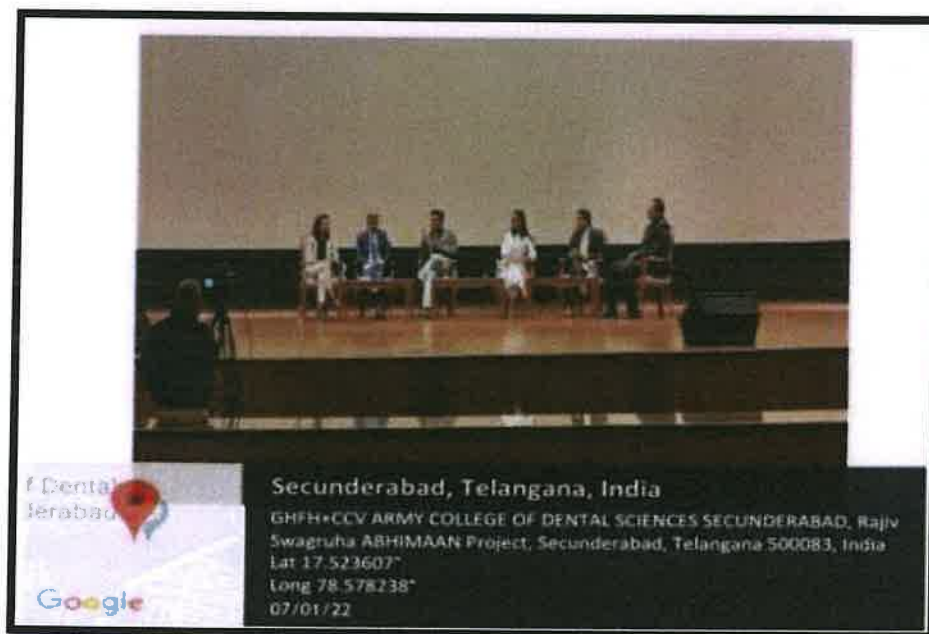 f Dental
lerabad
Google
Secunderabad, Telangana, India
GHFH+CCV ARMY COLLEGE OF DENTAL SCIENCES SECUNDERABAD, Rajiv
Swagruha ABHIMAAN Project, Secunderabad, Telangana 500083, India
Lat 17.523607°
Long 78.578238°
07/01/22